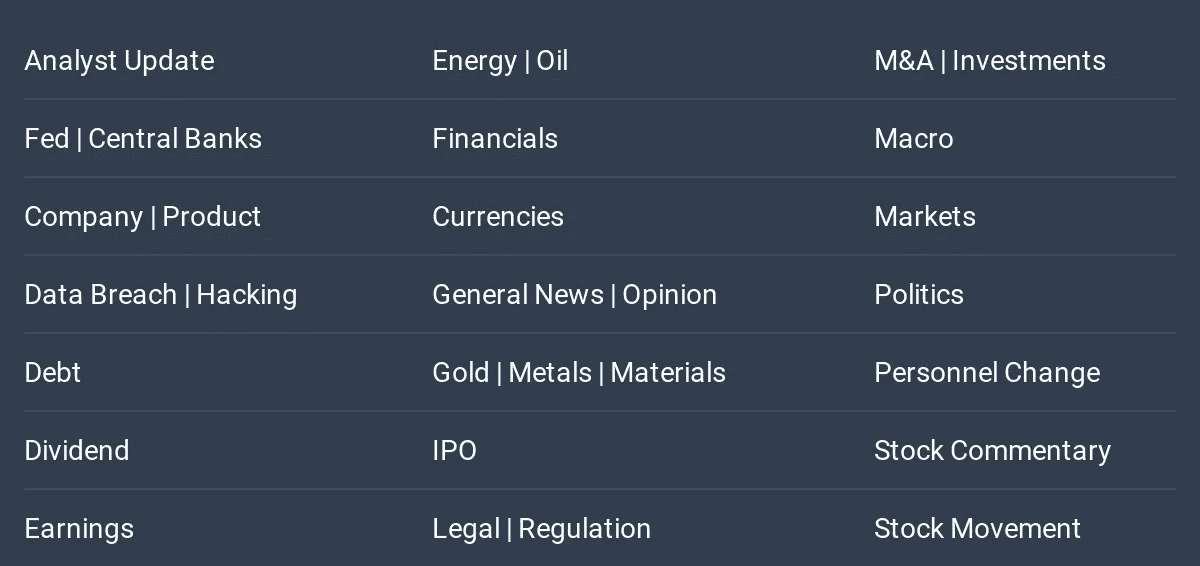 Analyst Update Energy | Oil M&A | Investments
Fed | Central Banks Financials Macro
Company | Product Currencies Markets
Data Breach | Hacking General News | Opinion Politics
Debt Gold | Metals | Materials Personnel Change
Dividend IPO Stock Commentary
Earnings Legal | Regulation Stock Movement